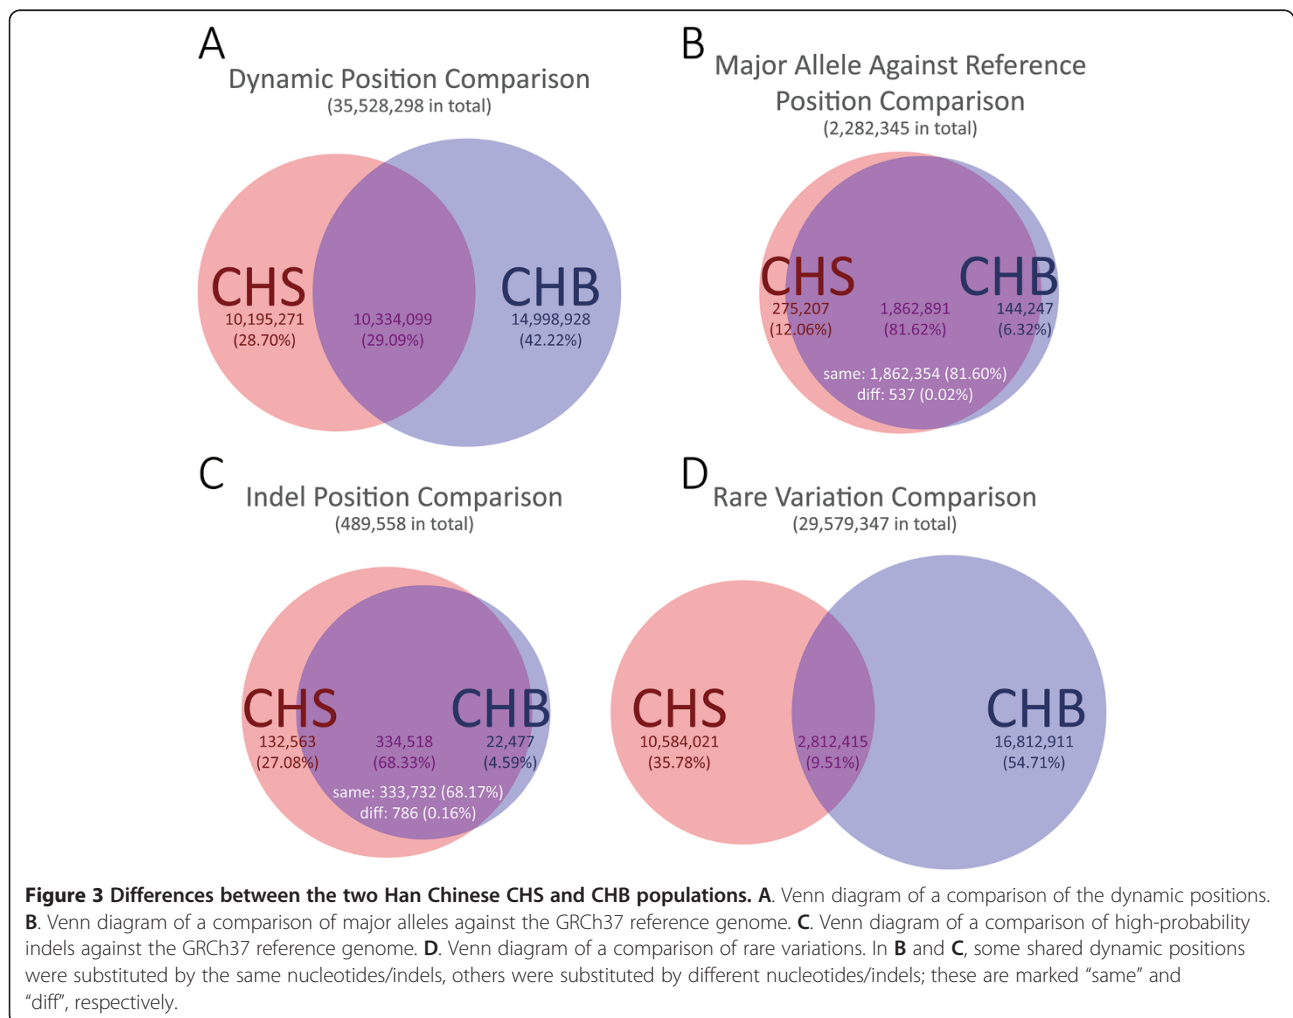 A
Dynamic Position Comparison
(35,528,298 in total)
CHS
10,195,271
(28.70%)
10,334,099
(29.09%)
CHB
14,998,928
(42.22%)
B
Major Allele Against Reference
Position Comparison
(2,282,345 in total)
CHS
275,207
(12.06%)
1,862,891
(81.62%)
CHB
144,247
(6.32%)
same: 1,862,354 (81.60%)
diff: 537 (0.02%)
C
Indel Position Comparison
(489,558 in total)
CHS
132,563
(27.08%)
334,518
(68.33%)
CHB
22,477
(4.59%)
same: 333,732 (68.17%)
diff: 786 (0.16%)
D
Rare Variation Comparison
(29,579,347 in total)
CHS
10,584,021
(35.78%)
2,812,415
(9.51%)
CHB
16,812,911
(54.71%)
Figure 3 Differences between the two Han Chinese CHS and CHB populations. A. Venn diagram of a comparison of the dynamic positions.
B. Venn diagram of a comparison of major alleles against the GRCh37 reference genome. C. Venn diagram of a comparison of high-probability
indels against the GRCh37 reference genome. D. Venn diagram of a comparison of rare variations. In B and C, some shared dynamic positions
were substituted by the same nucleotides/indels, others were substituted by different nucleotides/indels; these are marked “same” and
“diff”, respectively.